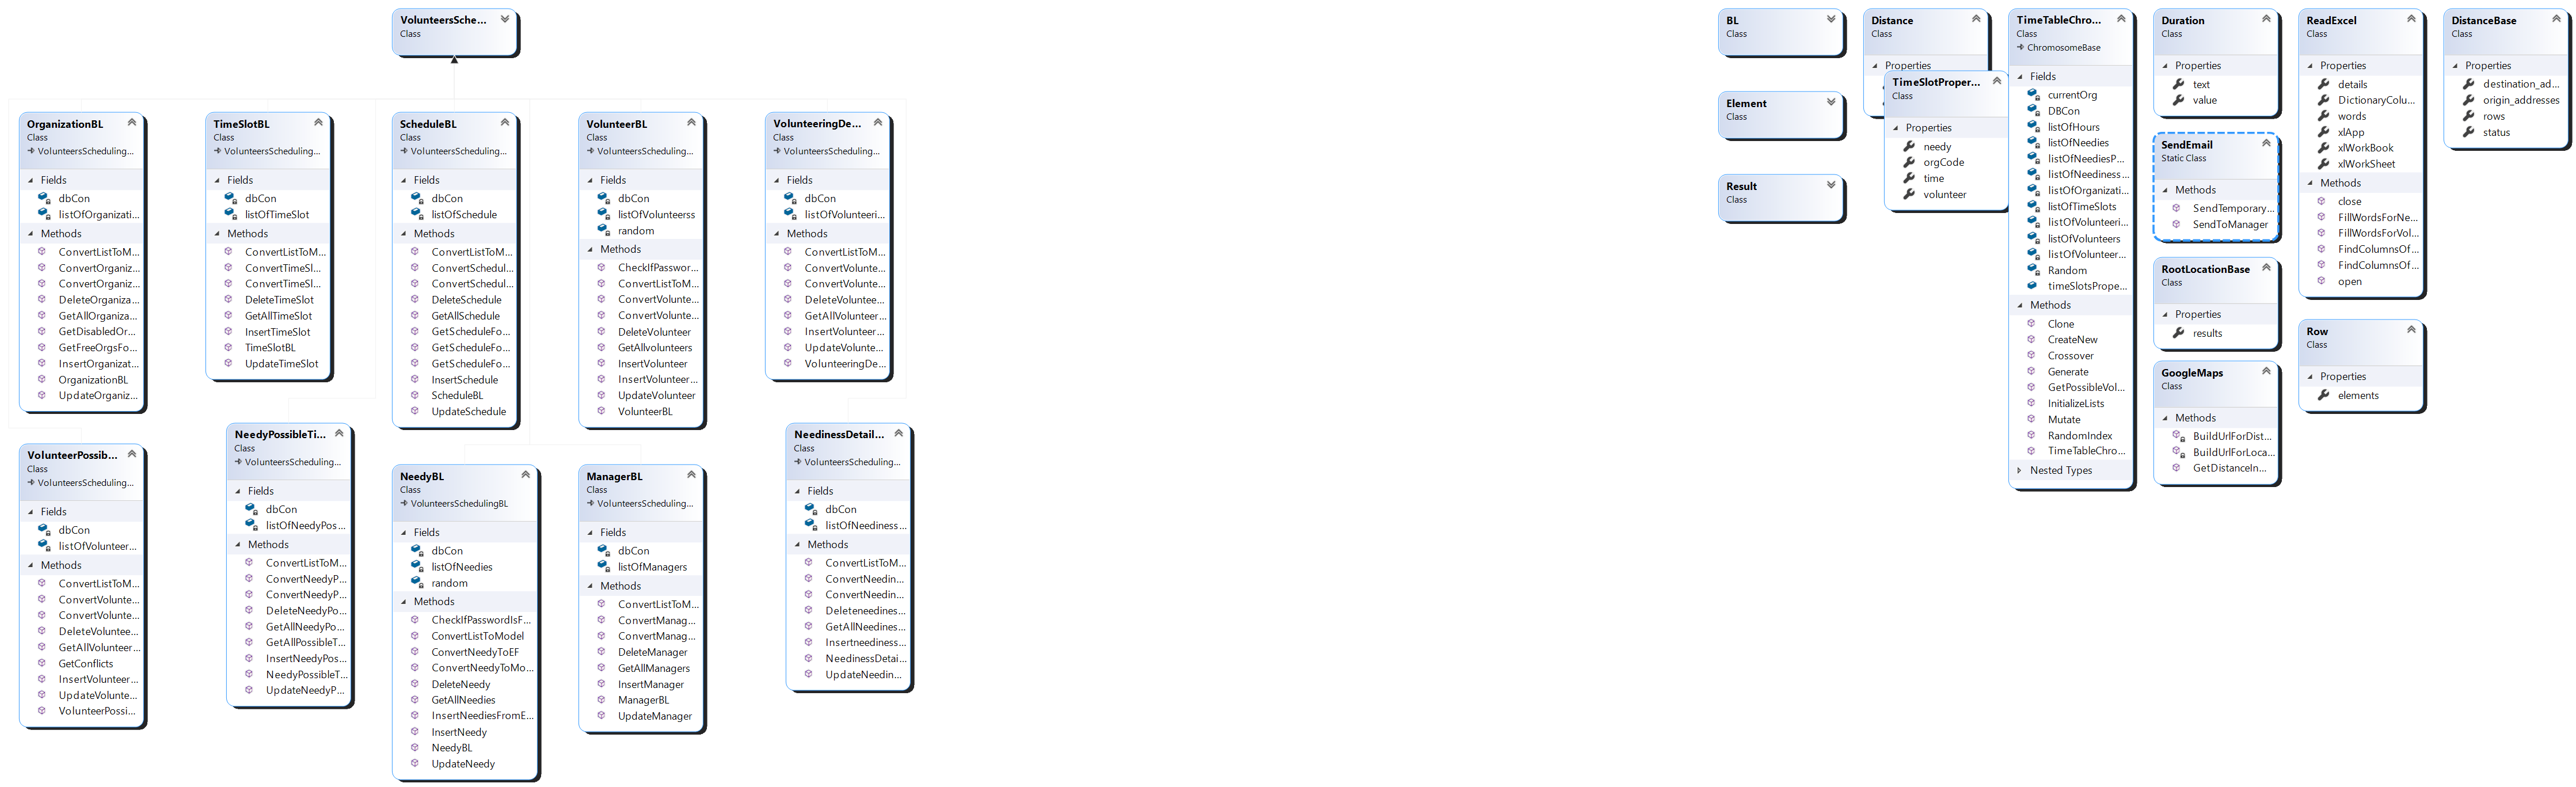 VolunteersSche...
Class
OrganizationBL
Class
VolunteersScheduling...
Fields
dbCon
listOfOrganizati...
Methods
ConvertListToM...
ConvertOrganiz...
ConvertOrganiz...
DeleteOrganiza...
GetAllOrganiza...
GetDisabledOr...
GetFreeOrgsFo...
InsertOrganizat...
OrganizationBL
UpdateOrganiz...
TimeSlotBL
Class
VolunteersScheduling...
Fields
dbCon
listOfTimeSlot
Methods
ConvertListToM...
ConvertTimeSl...
ConvertTimeSl...
DeleteTimeSlot
GetAllTimeSlot
InsertTimeSlot
TimeSlotBL
UpdateTimeSlot
ScheduleBL
Class
VolunteersScheduling...
Fields
dbCon
listOfSchedule
Methods
ConvertListToM...
ConvertSchedul...
ConvertSchedul...
DeleteSchedule
GetAllSchedule
GetScheduleFo...
GetScheduleFo...
GetScheduleFo...
InsertSchedule
ScheduleBL
UpdateSchedule
VolunteerBL
Class
VolunteersScheduling...
Fields
dbCon
listOfVolunteerss
random
Methods
CheckIfPasswor...
ConvertListToM...
ConvertVolunte...
ConvertVolunte...
DeleteVolunteer
GetAllvolunteers
InsertVolunteer
InsertVolunteer...
UpdateVolunteer
VolunteerBL
VolunteeringDe...
Class
VolunteersScheduling...
Fields
dbCon
listOfVolunteeri...
Methods
ConvertListToM...
ConvertVolunte...
ConvertVolunte...
DeleteVoluntee...
GetAllVolunteer...
InsertVolunteer...
UpdateVolunte...
VolunteeringDe...
VolunteerPossib...
Class
VolunteersScheduling...
Fields
dbCon
listOfVolunteer...
Methods
ConvertListToM...
ConvertVolunte...
ConvertVolunte...
DeleteVoluntee...
GetAllVolunteer...
GetConflicts
InsertVolunteer...
UpdateVolunte...
VolunteerPossi...
NeedyPossibleTi...
Class
VolunteersScheduling...
Fields
dbCon
listOfNeedyPos...
Methods
ConvertListToM...
ConvertNeedyP...
ConvertNeedyP...
DeleteNeedyPo...
GetAllNeedyPo...
GetAllPossibleT...
InsertNeedyPos...
NeedyPossibleT...
UpdateNeedyP...
NeedyBL
Class
VolunteersSchedulingBL
Fields
dbCon
listOfNeedies
random
Methods
CheckIfPasswordIsF...
ConvertListToModel
ConvertNeedyToEF
ConvertNeedyToMo...
DeleteNeedy
GetAllNeedies
InsertNeediesFromE...
InsertNeedy
NeedyBL
UpdateNeedy
ManagerBL
Class
VolunteersScheduling...
Fields
dbCon
listOfManagers
Methods
ConvertListToM...
ConvertManag...
ConvertManag...
DeleteManager
GetAllManagers
InsertManager
ManagerBL
UpdateManager
NeedinessDetail...
Class
VolunteersScheduling...
Fields
dbCon
listOfNeediness...
Methods
ConvertListToM...
ConvertNeedin...
ConvertNeedin...
Deleteneedines...
GetAllNeedines...
Insertneediness...
NeedinessDetai...
UpdateNeedin...
BL
Class
Element
Class
Result
Class
Distance
Class
Properties
TimeSlotProper...
Class
Properties
needy
orgCode
time
volunteer
TimeTableChro...
Class
ChromosomeBase
Fields
currentOrg
DBCon
listOfHours
listOfNeedies
listOfNeediesP...
listOfNeediness...
listOfOrganizati...
listOfTimeSlots
listOfVolunteeri...
listOfVolunteers
listOfVolunteer...
Random
timeSlotsPrope...
Methods
Clone
CreateNew
Crossover
Generate
GetPossibleVol...
InitializeLists
Mutate
RandomIndex
TimeTableChro...
Nested Types
Duration
Class
Properties
text
value
SendEmail
Static Class
Methods
SendTemporary...
SendToManager
RootLocationBase
Class
Properties
results
GoogleMaps
Class
Methods
BuildUrlForDist...
BuildUrlForLoca...
GetDistanceIn...
ReadExcel
Class
Properties
details
DictionaryColu...
words
xlApp
xlWorkBook
xlWorkSheet
Methods
close
FillWordsForNe...
FillWordsForVol...
FindColumnsOf...
FindColumnsOf...
open
Row
Class
Properties
elements
DistanceBase
Class
Properties
destination_ad...
origin_addresses
rows
status